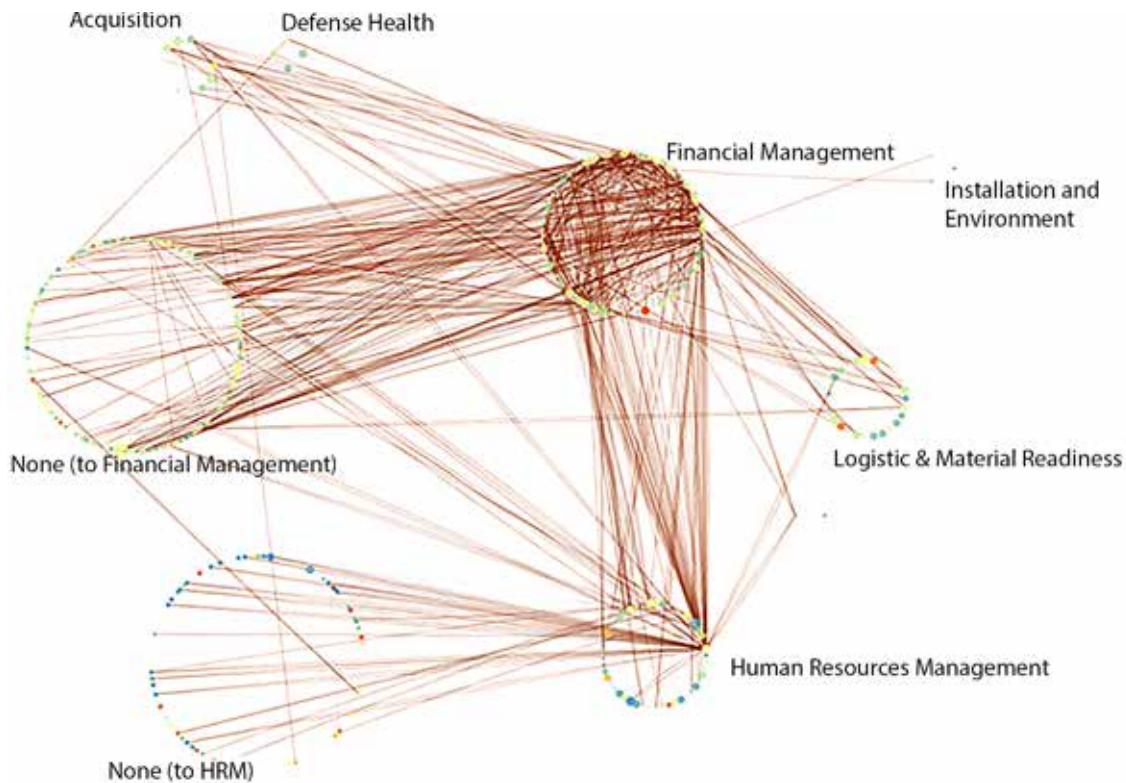 Acquisition
Defense Health
Financial Management
Installation and
Environment
None (to Financial Management)
Logistic & Material Readiness
Human Resources Management
None (to HRM)